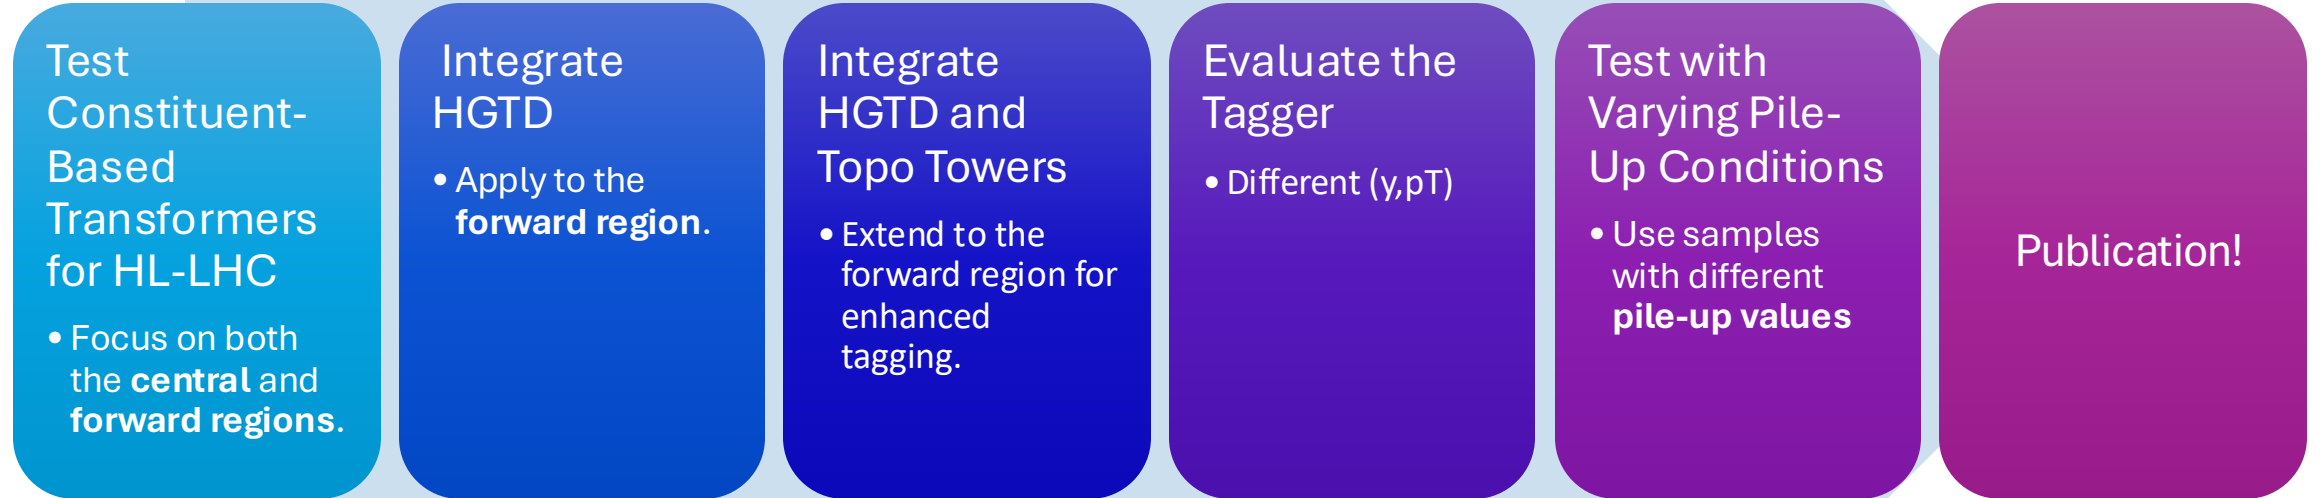 Test
Constituent-
Based
Transformers
for HL-LHC
• Focus on both
the central and
forward regions.
Integrate
HGTD
• Apply to the
forward region.
Integrate
HGTD and
Topo Towers
• Extend to the
forward region for
enhanced
tagging.
Evaluate the
Tagger
• Different (y,pT)
Test with
Varying Pile-
Up Conditions
• Use samples
with different
pile-up values
Publication!